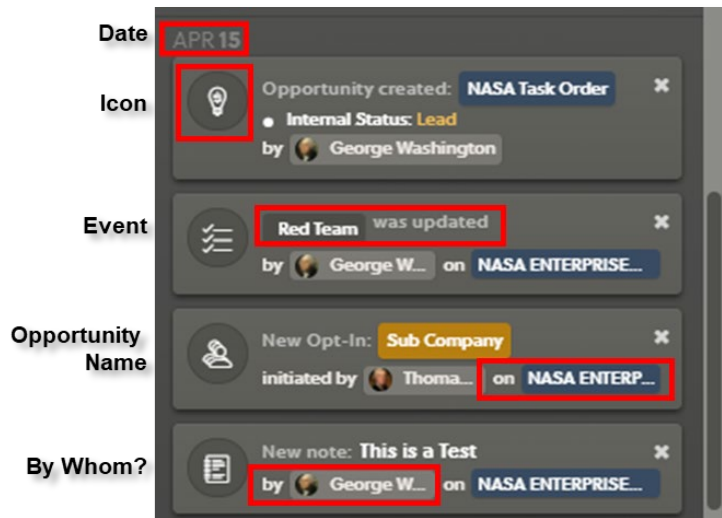 Date
APR 15
Icon
Opportunity created: NASA Task Order
Internal Status: Lead
by George Washington
Event
Red Team was updated
by George W... on NASA ENTERPRISE...
Opportunity
Name
New Opt-In: Sub Company
initiated by Thoma... on NASA ENTERP...
By Whom?
New note: This is a Test
by George W... on NASA ENTERPRISE...